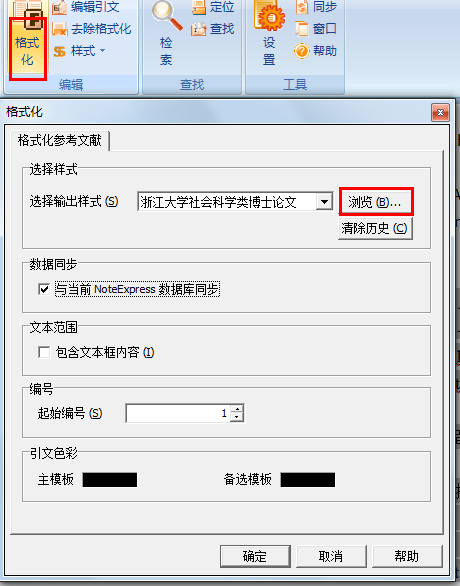 编辑引文
定位
同步
格式化
去除格式化
检索
查找
设置
窗口
样式
帮助
编辑
查找
工具
格式化
格式化参考文献
选择样式
选择输出样式 (S)
浙江大学社会科学类博士论文
浏览 (B)...
清除历史 (C)
数据同步
与当前 NoteExpress 数据库同步
文本范围
包含文本框内容 (I)
编号
起始编号 (S)
1
引文色彩
主模板
备选模板
确定
取消
帮助